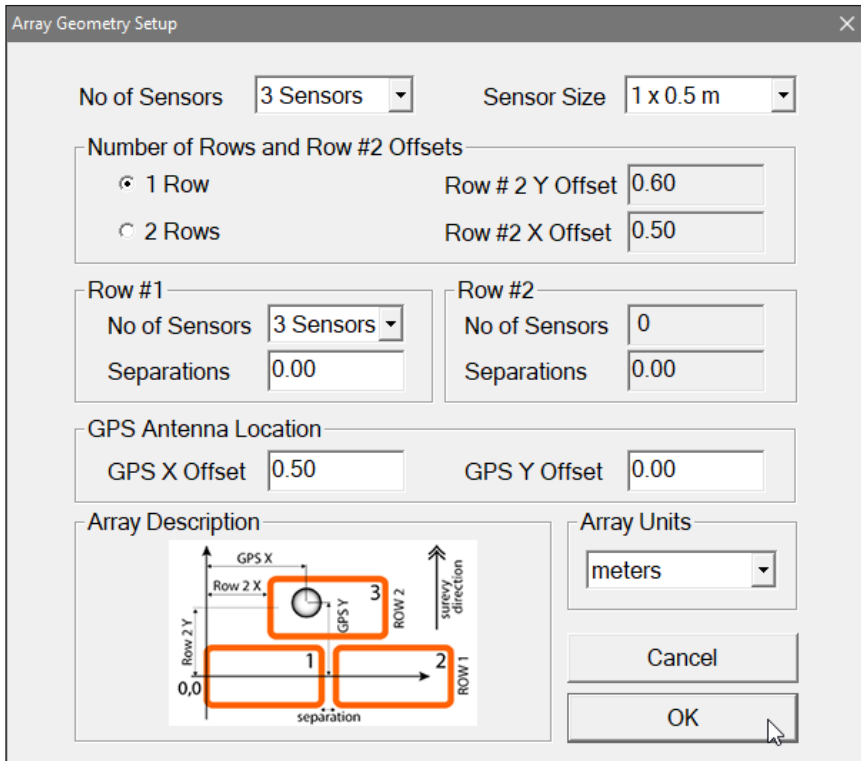 Array Geometry Setup
No of Sensors 3 Sensors Sensor Size 1 x 0.5 m
Number of Rows and Row #2 Offsets
1 Row Row # 2 Y Offset 0.60
2 Rows Row #2 X Offset 0.50
Row #1
No of Sensors 3 Sensors
Separations 0.00
Row #2
No of Sensors 0
Separations 0.00
GPS Antenna Location
GPS X Offset 0.50 GPS Y Offset 0.00
Array Description
GPS X
Row 2 X
3
ROW 2
GPS Y
Row 2 Y
surevy
direction
1
2
ROW 1
0,0
separation
Array Units
meters
Cancel
OK